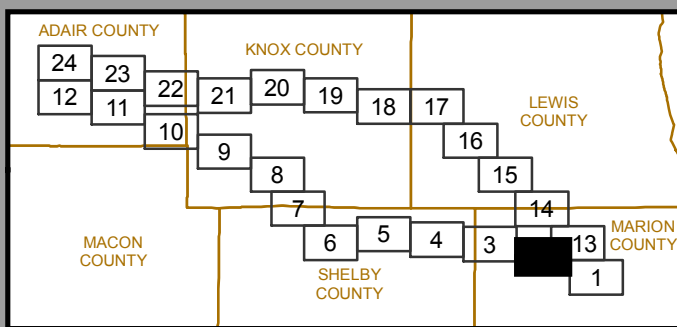 ADAIR COUNTY
KNOX COUNTY
24
23
22
21
20
19
18
17
12
11
10
LEWIS
COUNTY
16
9
8
15
7
14
MACON
COUNTY
6
5
4
3
13
MARION
COUNTY
SHELBY
COUNTY
1